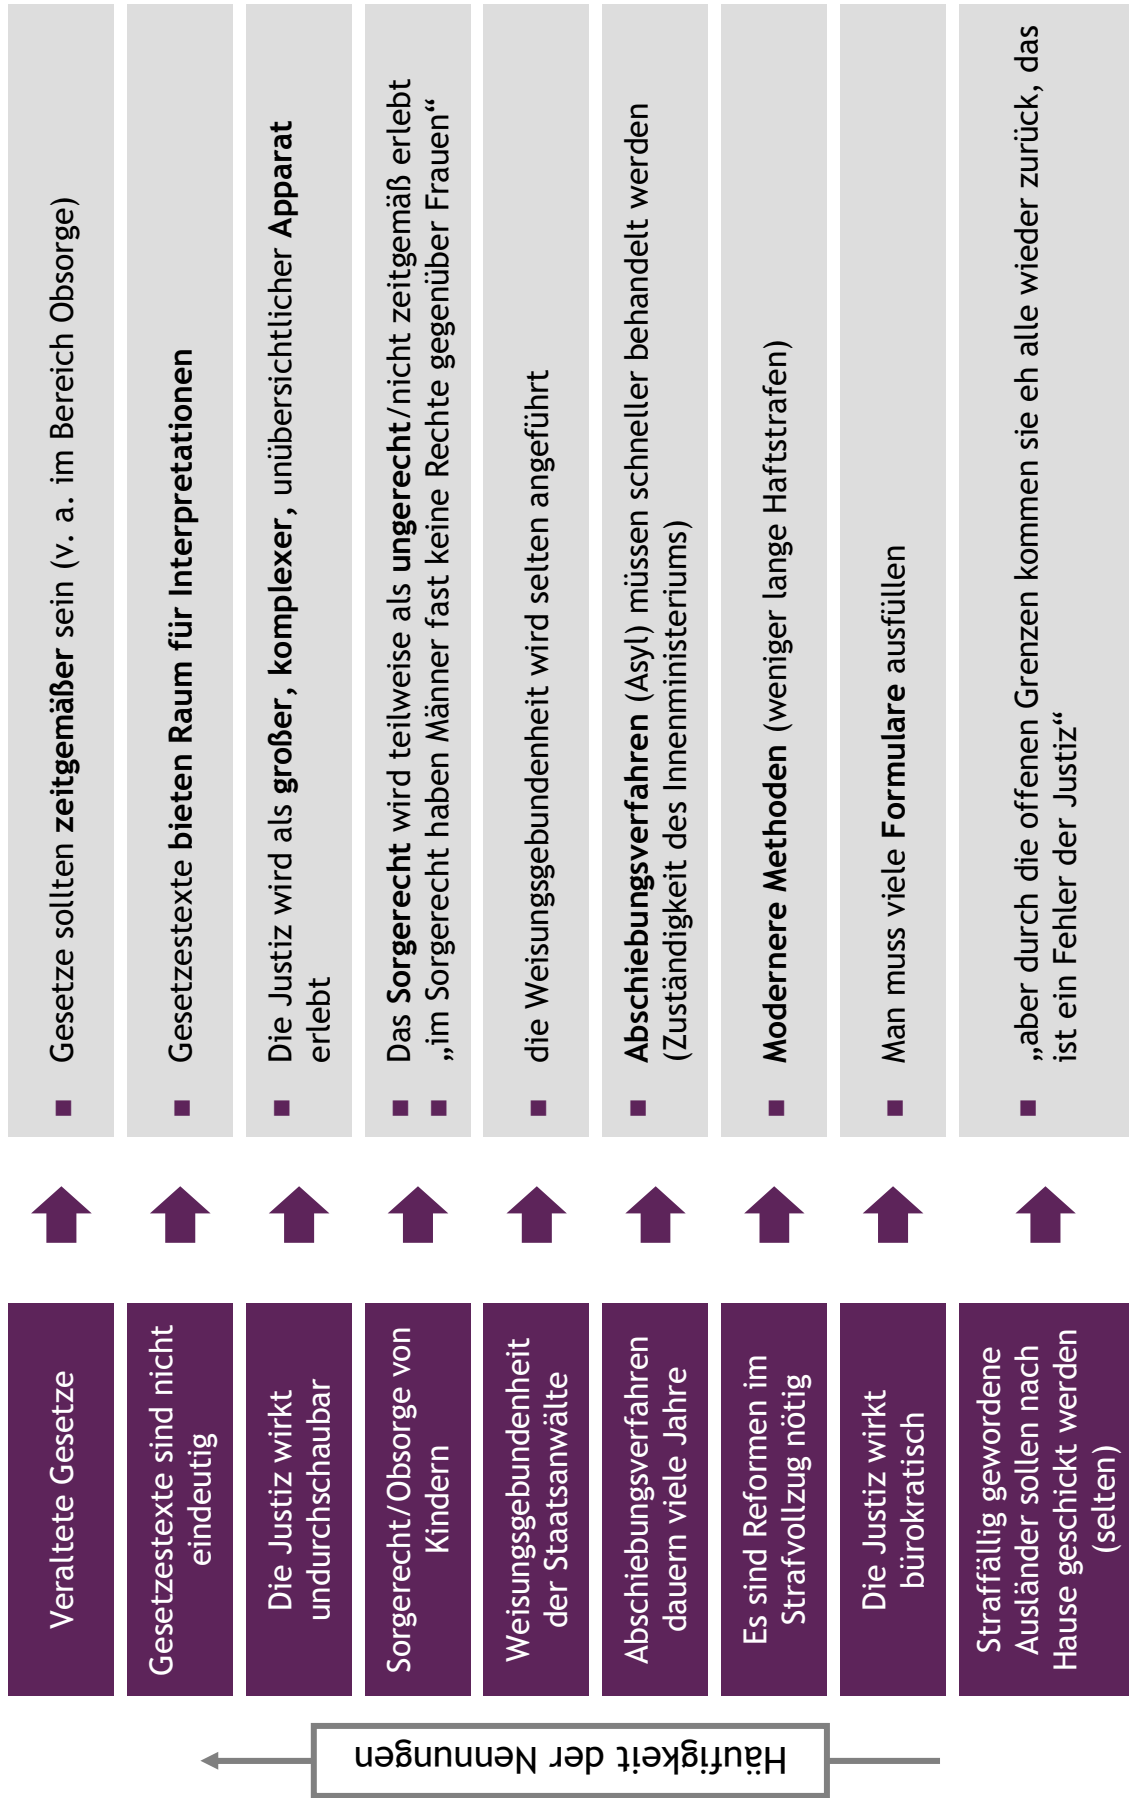 Häufigkeit der Nennungen
Veraltete Gesetze
Gesetze sollten zeitgemäßer sein (v. a. im Bereich Obsorge)
Gesetzestexte sind nicht
eindeutig
Gesetzestexte bieten Raum für Interpretationen
Die Justiz wirkt
undurchschaubar
Die Justiz wird als großer, komplexer, unübersichtlicher Apparat
erlebt
Sorgerecht/Obsorge von
Kindern
Das Sorgerecht wird teilweise als ungerecht/nicht zeitgemäß erlebt
„im Sorgerecht haben Männer fast keine Rechte gegenüber Frauen“
Weisungsgebundenheit
der Staatsanwälte
die Weisungsgebundenheit wird selten angeführt
Abschiebungsverfahren
dauern viele Jahre
Abschiebungsverfahren (Asyl) müssen schneller behandelt werden
(Zuständigkeit des Innenministeriums)
Es sind Reformen im
Strafvollzug nötig
Modernere Methoden (weniger lange Haftstrafen)
Die Justiz wirkt
bürokratisch
Man muss viele Formulare ausfüllen
Straffällig gewordene
Ausländer sollen nach
Hause geschickt werden
(selten)
„aber durch die offenen Grenzen kommen sie eh alle wieder zurück, das
ist ein Fehler der Justiz“